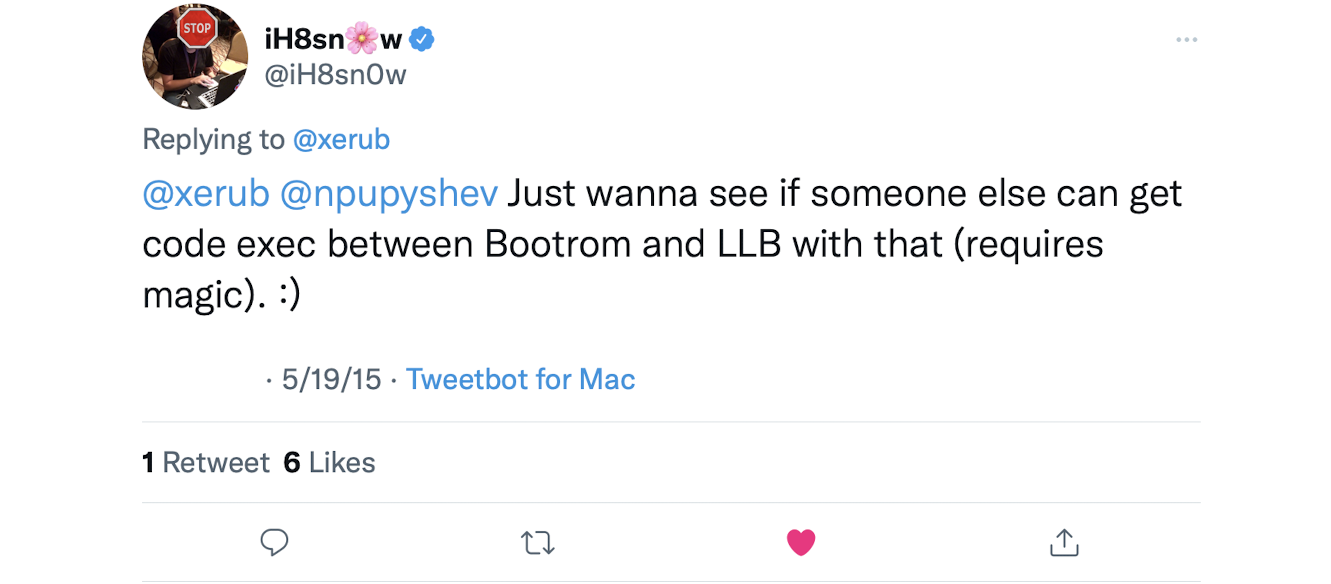 STOP
iH8sn🌸w
@iH8sn0w
Replying to @xerub
@xerub @npupyshev Just wanna see if someone else can get
code exec between Bootrom and LLB with that (requires
magic). :)
· 5/19/15 · Tweetbot for Mac
1 Retweet 6 Likes